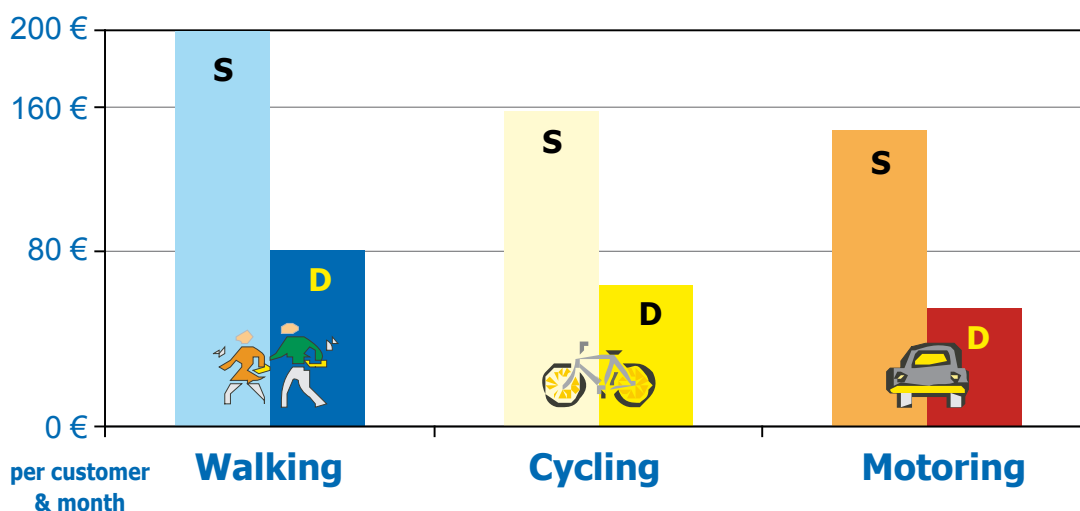 200 €
S
160 €
S
S
80 €
D
D
D
0 €
per customer
& month
Walking
Cycling
Motoring